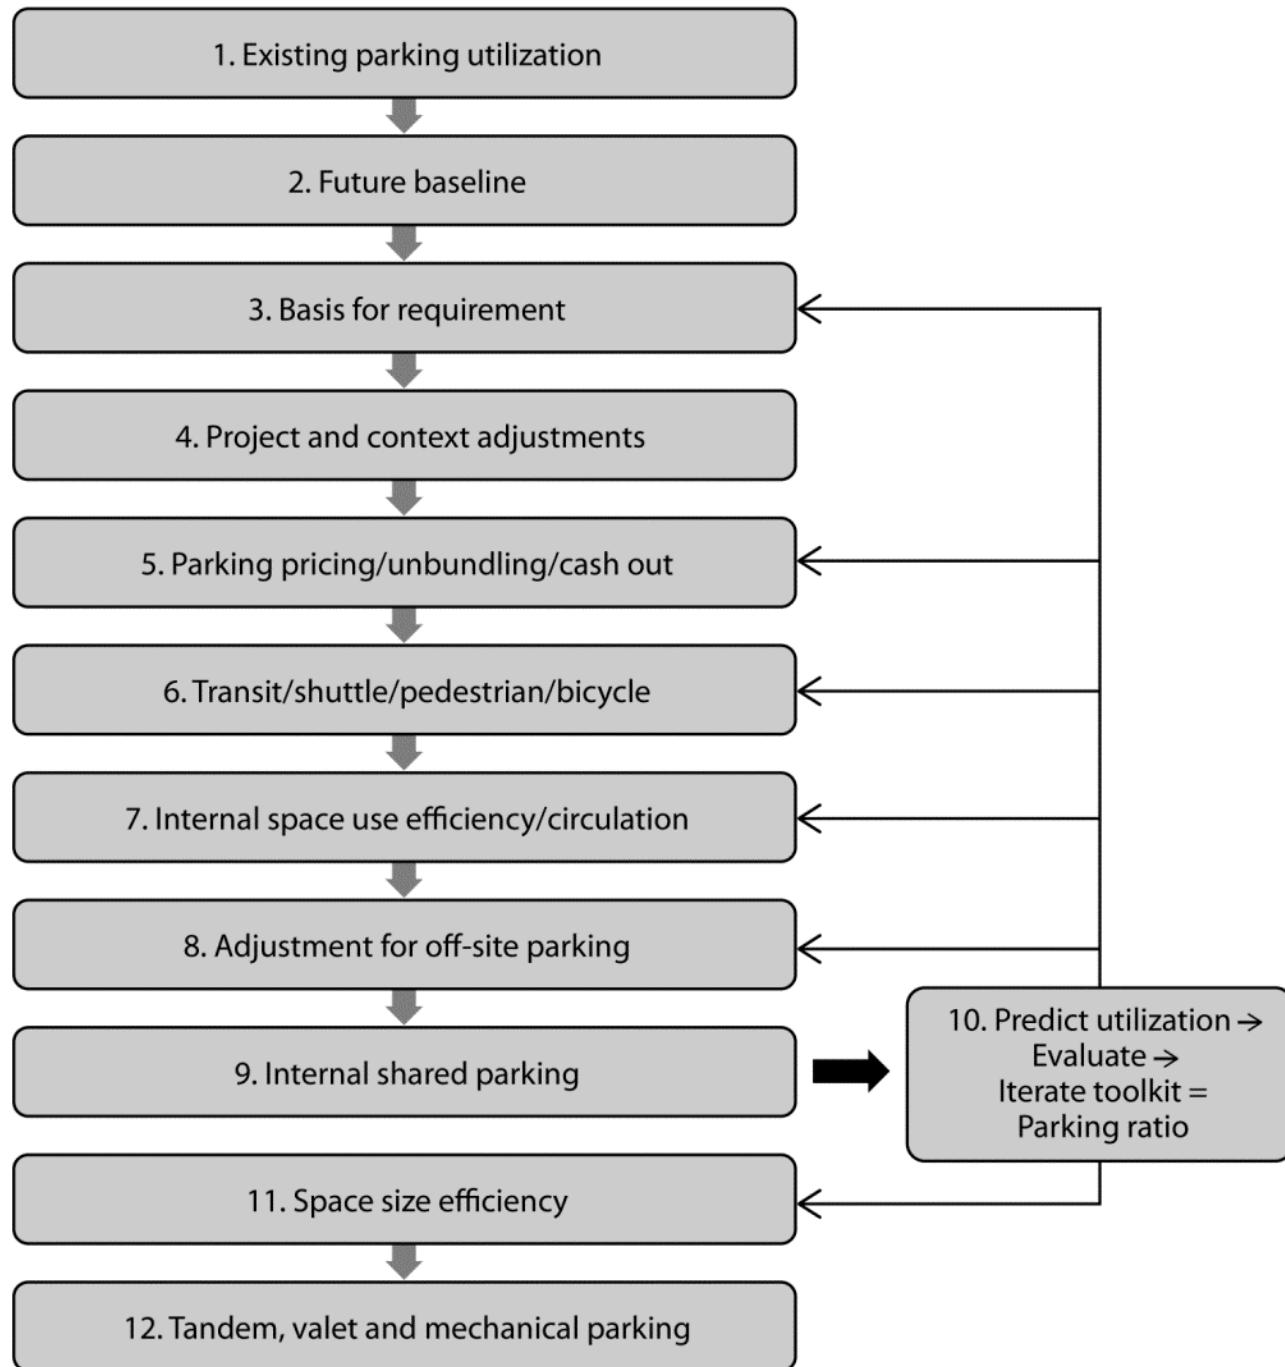 1. Existing parking utilization
2. Future baseline
3. Basis for requirement
4. Project and context adjustments
5. Parking pricing/unbundling/cash out
6. Transit/shuttle/pedestrian/bicycle
7. Internal space use efficiency/circulation
8. Adjustment for off-site parking
9. Internal shared parking
10. Predict utilization →
Evaluate →
Iterate toolkit =
Parking ratio
11. Space size efficiency
12. Tandem, valet and mechanical parking